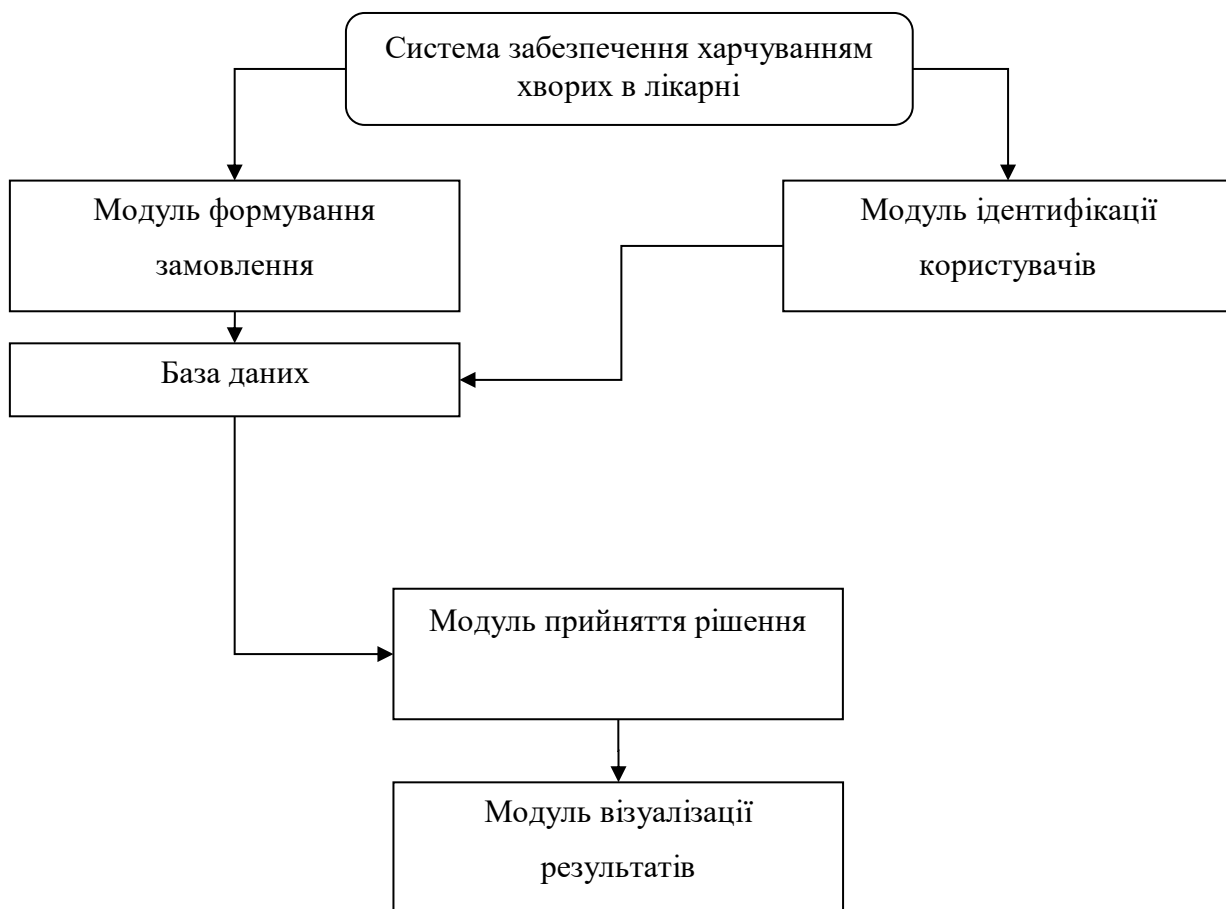 Система забезпечення харчуванням
хворих в лікарні
Модуль формування
замовлення
Модуль ідентифікації
користувачів
База даних
Модуль прийняття рішення
Модуль візуалізації
результатів